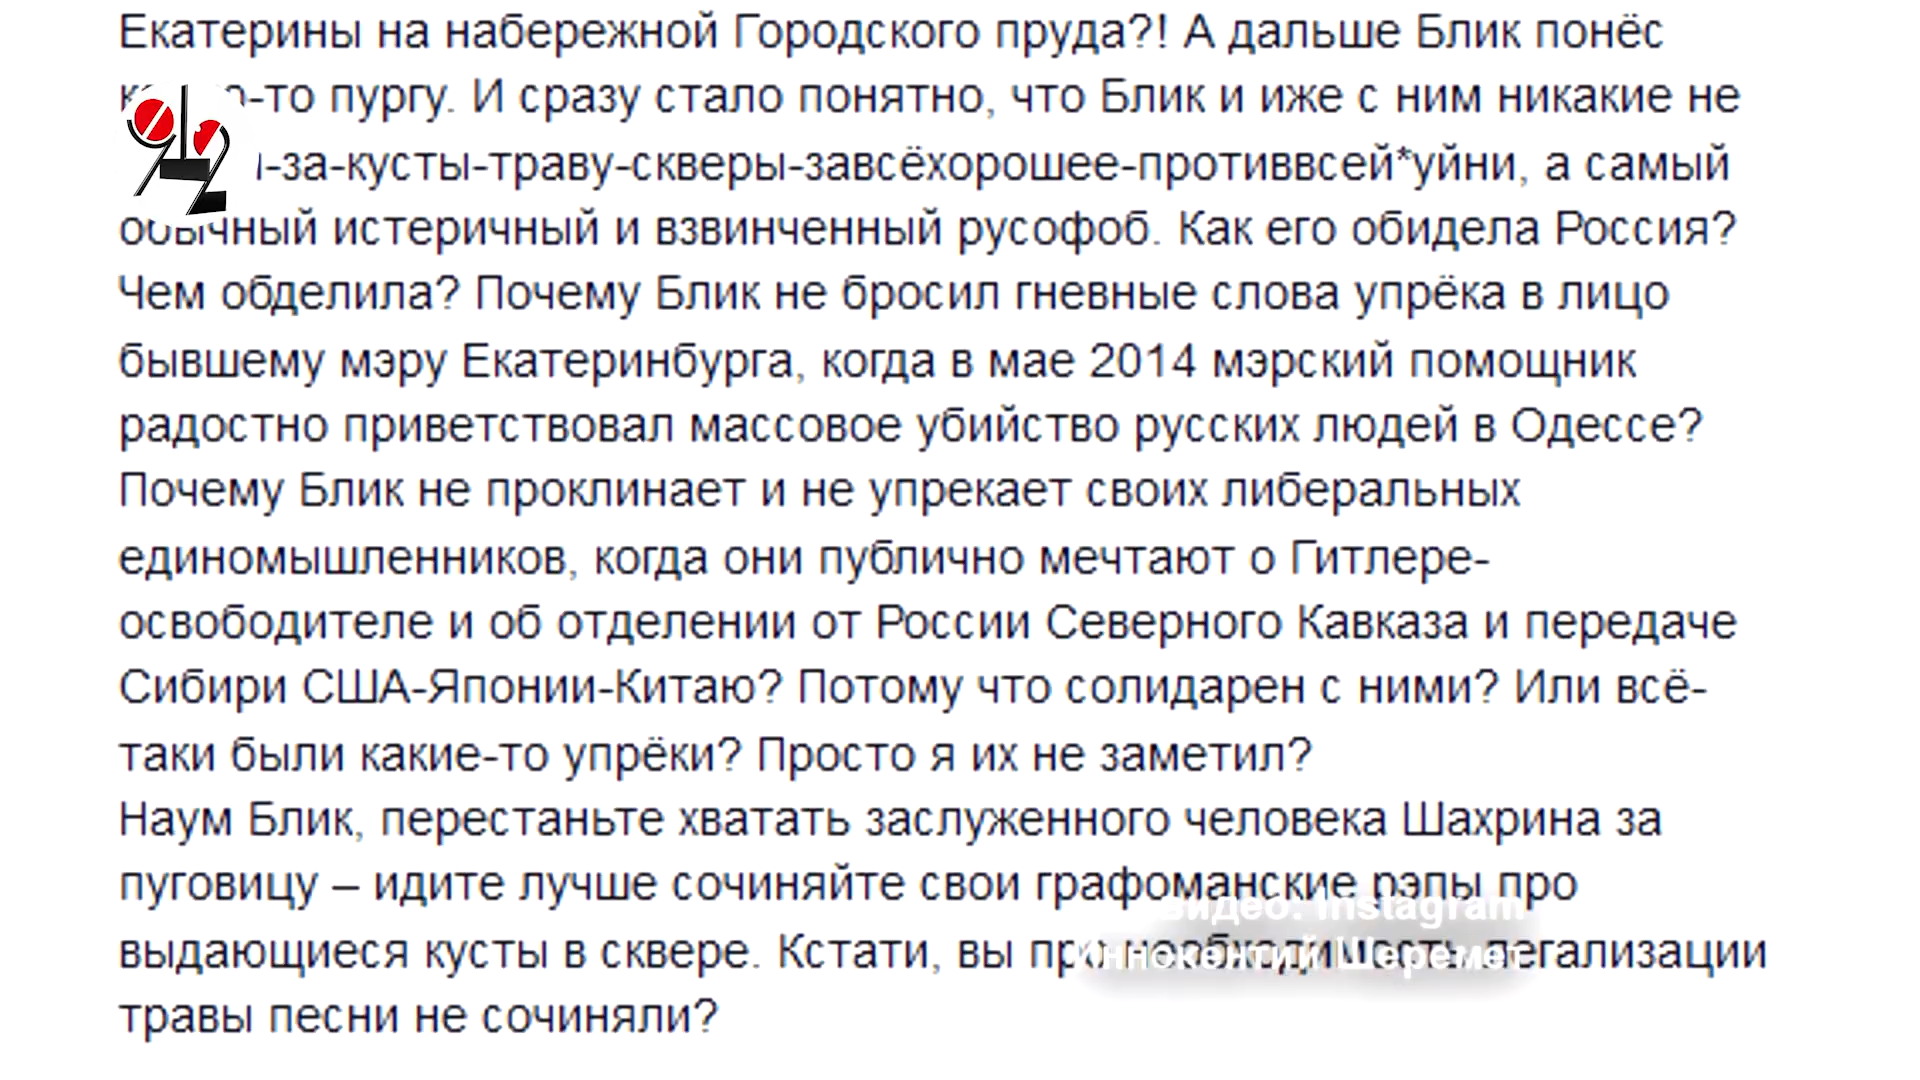 Екатерины на набережной Городского пруда?! А дальше Блик понёс
-то пургу. И сразу стало понятно, что Блик и иже с ним никакие не
-за-кусты-траву-скверы-завсёхорошее-противвсей*уйни, а самый
обычный истеричный и взвинченный русофоб. Как его обидела Россия?
Чем обделила? Почему Блик не бросил гневные слова упрёка в лицо
бывшему мэру Екатеринбурга, когда в мае 2014 мэрский помощник
радостно приветствовал массовое убийство русских людей в Одессе?
Почему Блик не проклинает и не упрекает своих либеральных
единомышленников, когда они публично мечтают о Гитлере-
освободителе и об отделении от России Северного Кавказа и передаче
Сибири США-Японии-Китаю? Потому что солидарен с ними? Или всё-
таки были какие-то упрёки? Просто я их не заметил?
Наум Блик, перестаньте хватать заслуженного человека Шахрина за
пуговицу – идите лучше сочиняйте свои графоманские рэпы про
видео: Instagram
выдающиеся кусты в сквере. Кстати, вы про необходимость легализации
Иннокентий Шеремет
травы песни не сочиняли?